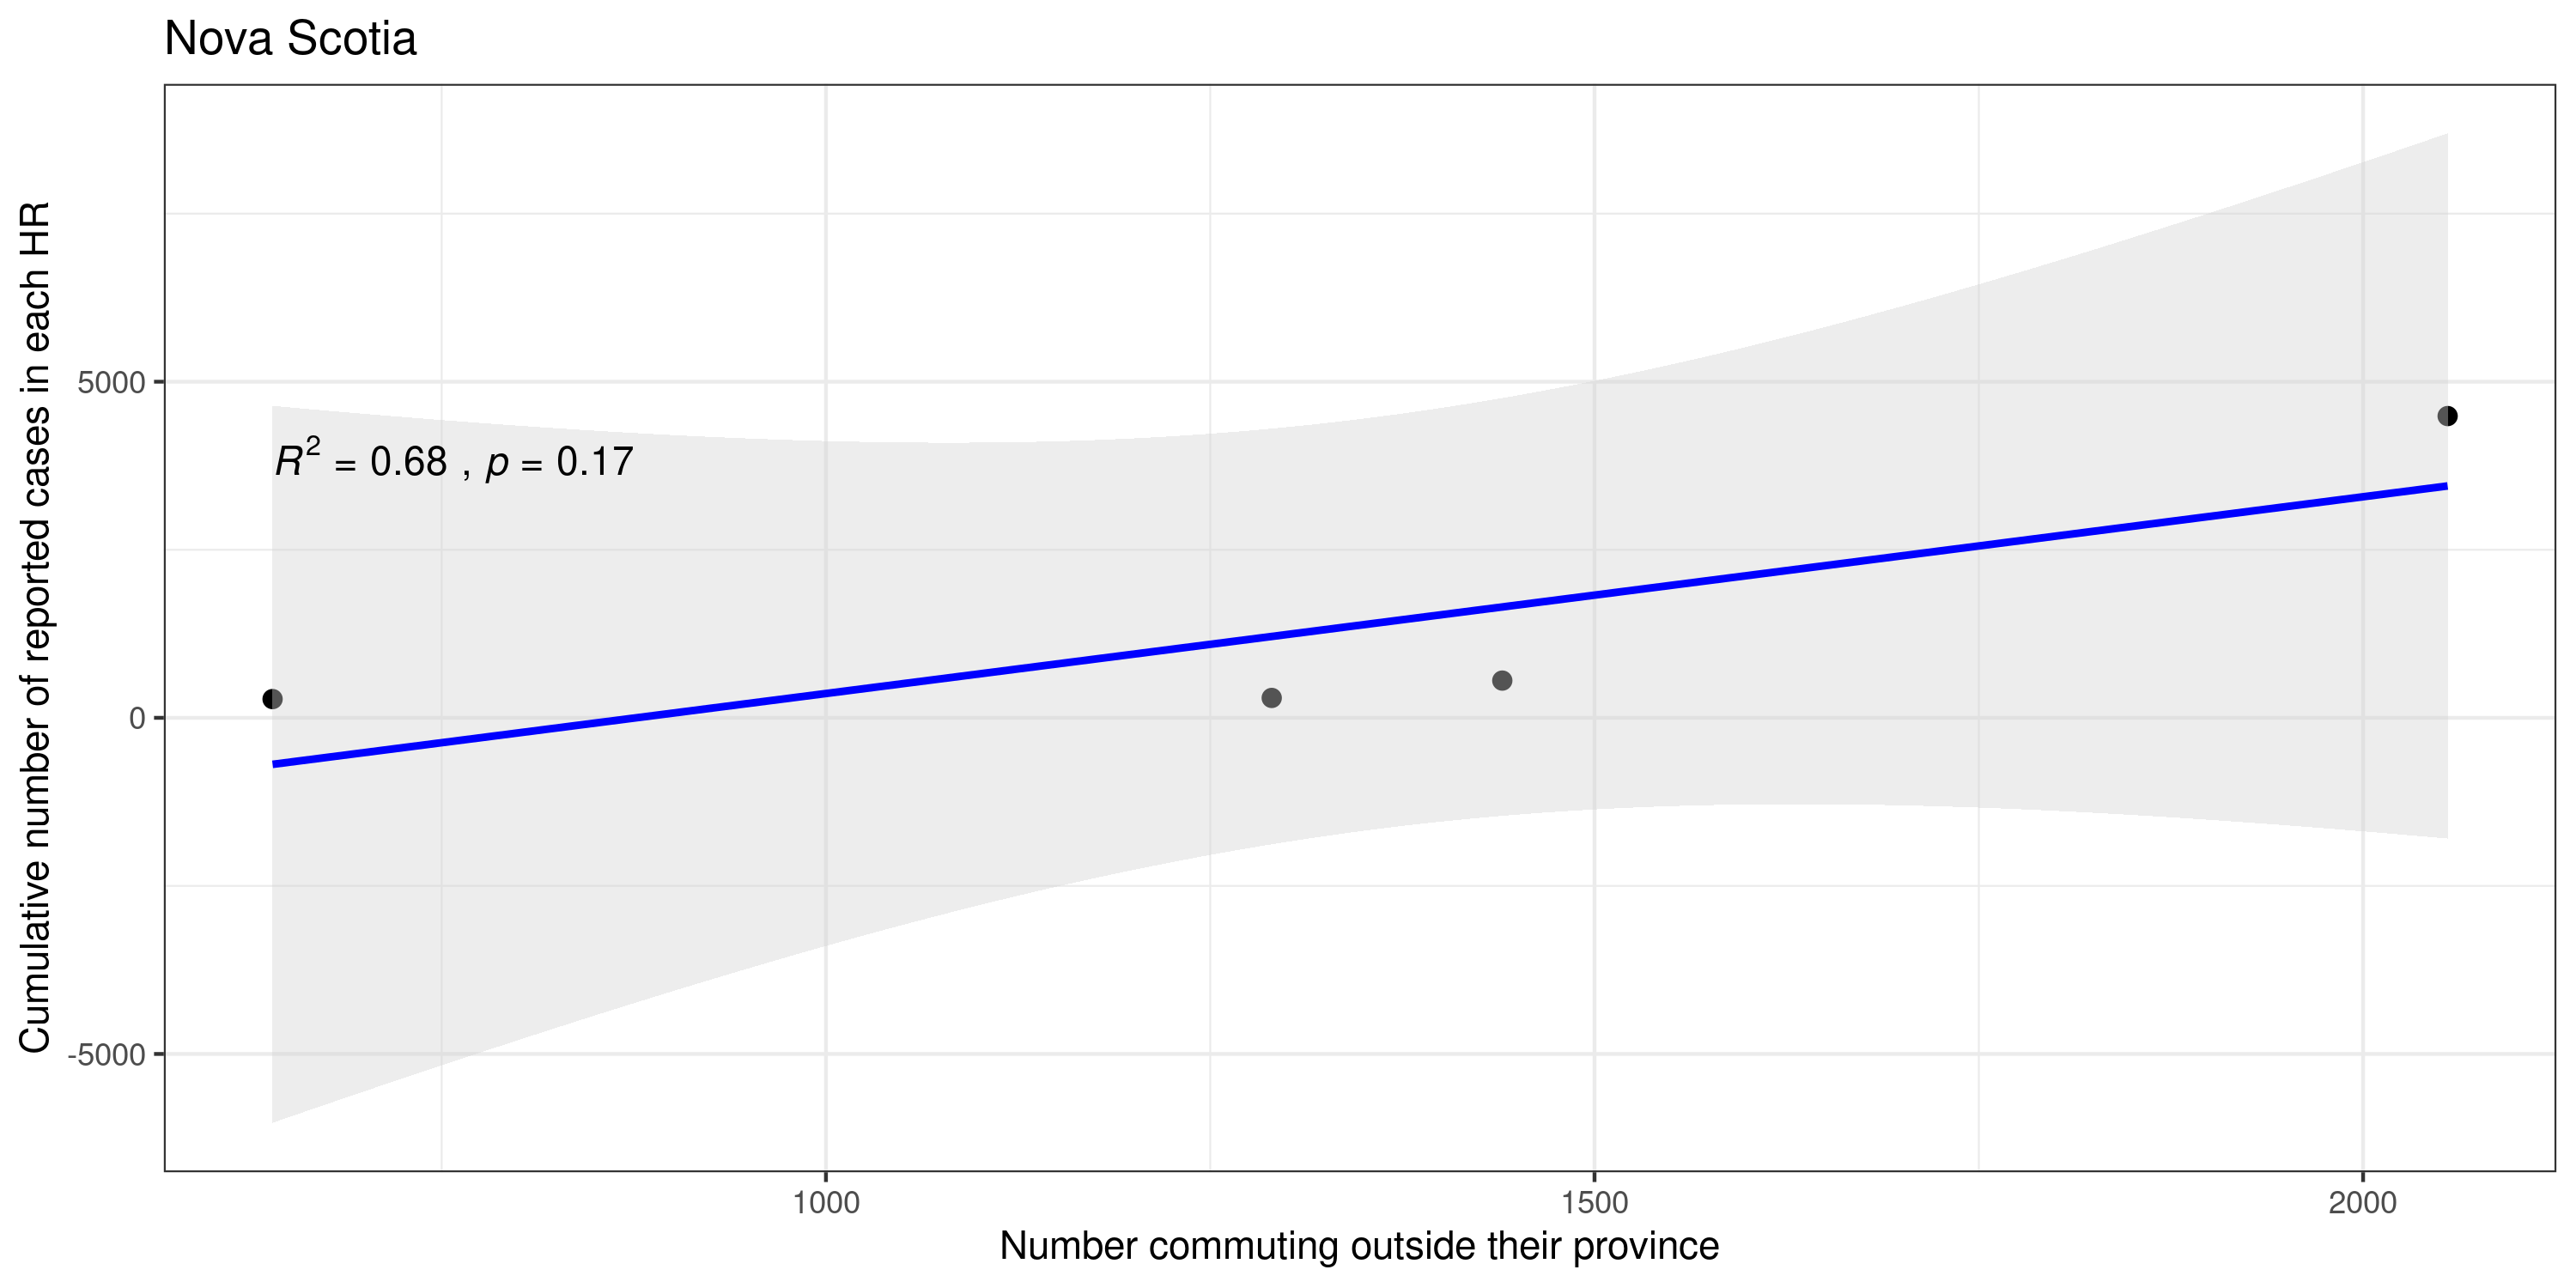 Nova Scotia
Cumulative number of reported cases in each HR
5000
0
-5000
R² = 0.68 , p = 0.17
1000
1500
2000
Number commuting outside their province